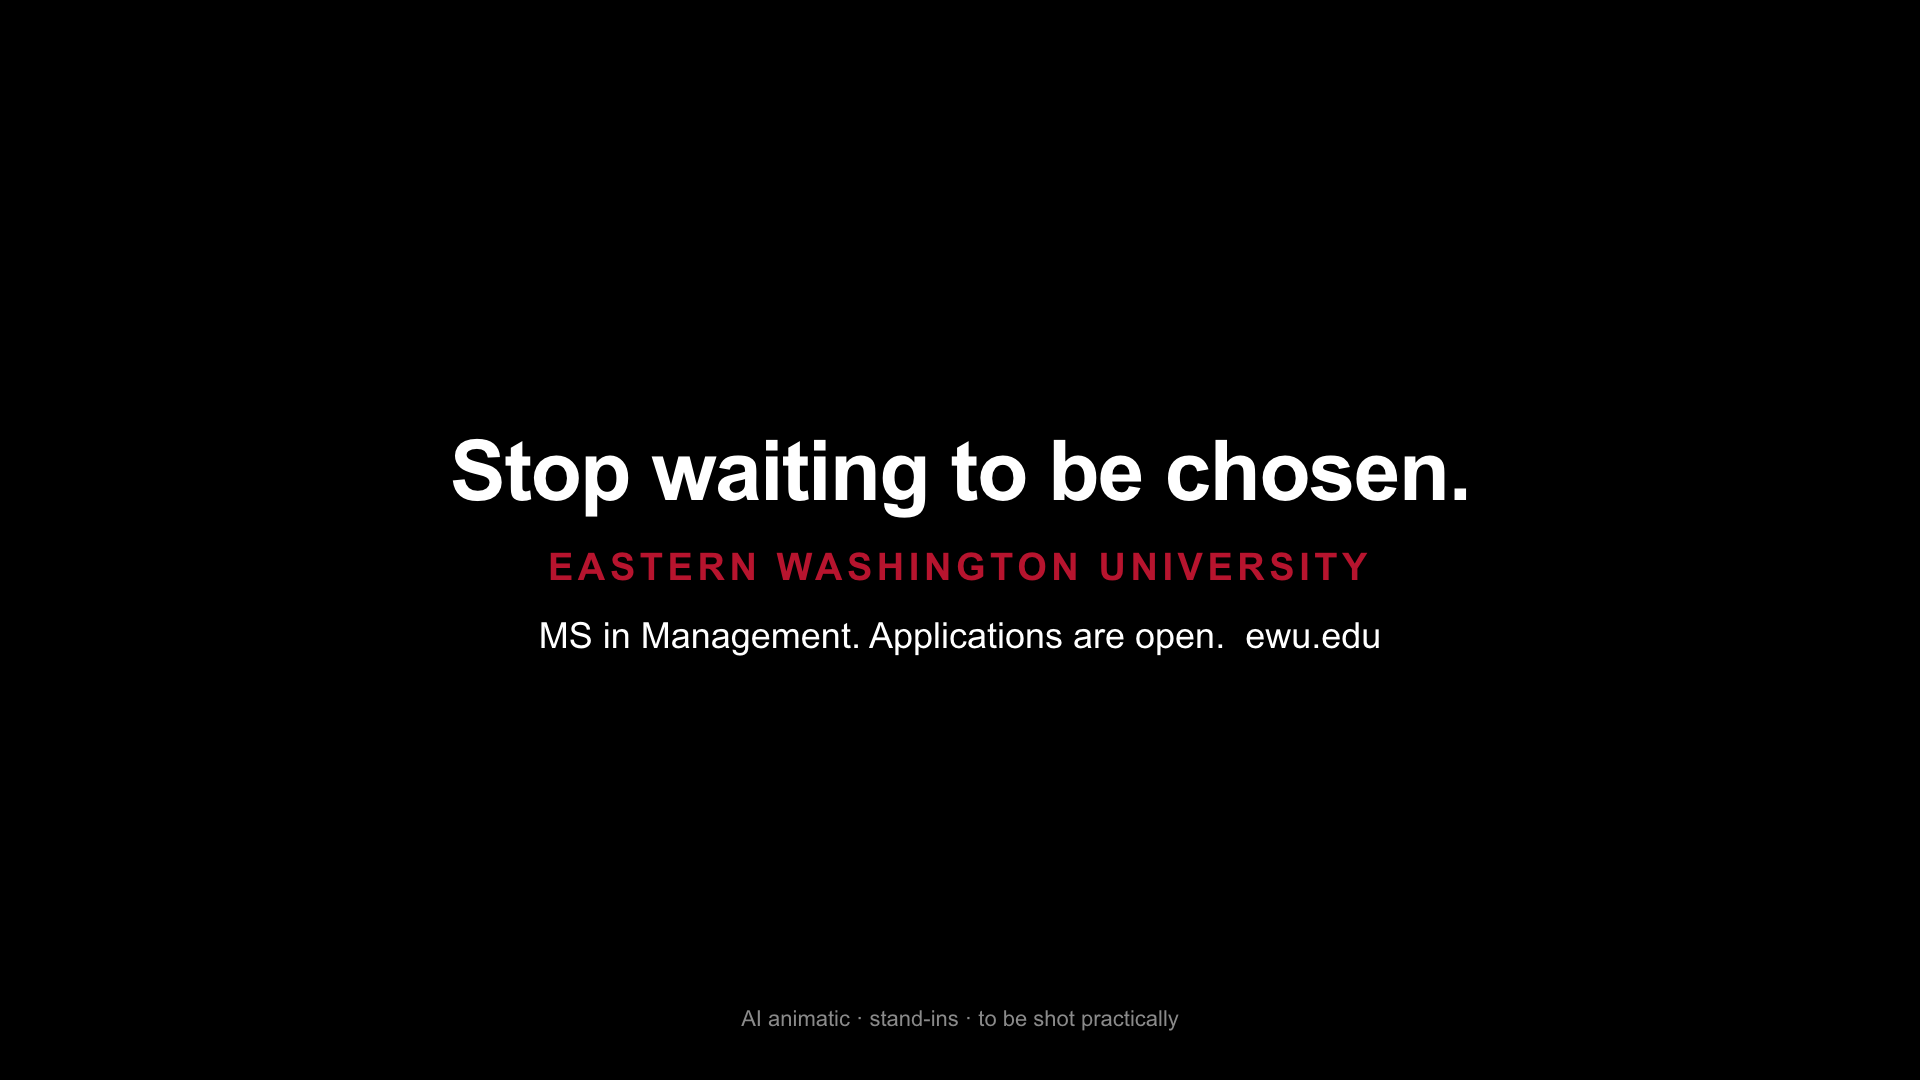 Stop waiting to be chosen.
EASTERN WASHINGTON UNIVERSITY
MS in Management. Applications are open.  ewu.edu
AI animatic · stand-ins · to be shot practically